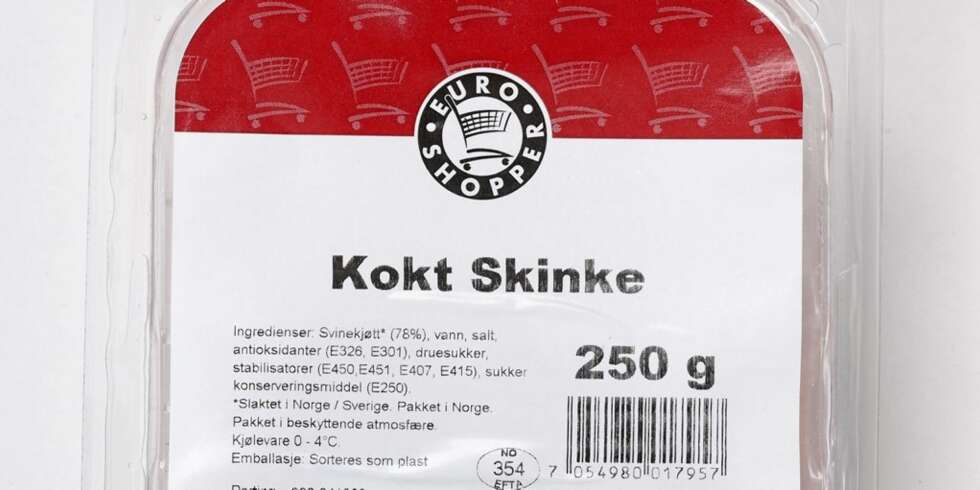 EURO SHOPPER
Kokt Skinke
Ingredienser: Svinekjøtt* (78%), vann, salt,
antioksidanter (E326, E301), druesukker,
stabilisatorer (E450,E451, E407, E415), sukker
konserveringsmiddel (E250).
*Slaktet i Norge / Sverige. Pakket i Norge.
Pakket i beskyttende atmosfære.
Kjølevare 0 - 4°C.
Emballasje: Sorteres som plast
250 g
NO
354
EFTA
7 054980 017957